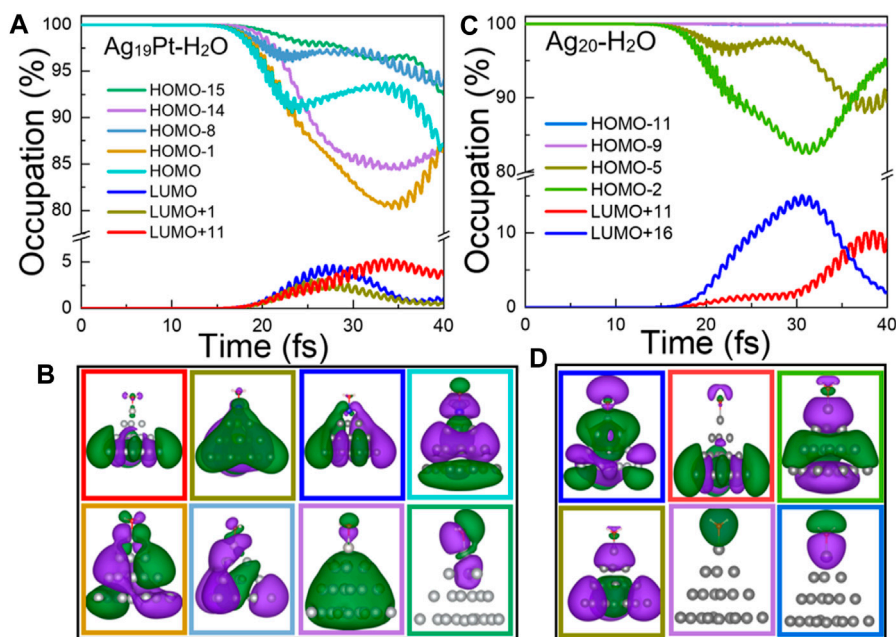 A
Ag₁₉Pt-H₂O
Occupation (%)
100
95
90
85
80
5
0
HOMO-15
HOMO-14
HOMO-8
HOMO-1
HOMO
LUMO
LUMO+1
LUMO+11
0
10
20
30
40
Time (fs)
C
Ag₂₀-H₂O
Occupation (%)
100
90
80
10
0
HOMO-11
HOMO-9
HOMO-5
HOMO-2
LUMO+11
LUMO+16
0
10
20
30
40
Time (fs)
B
D